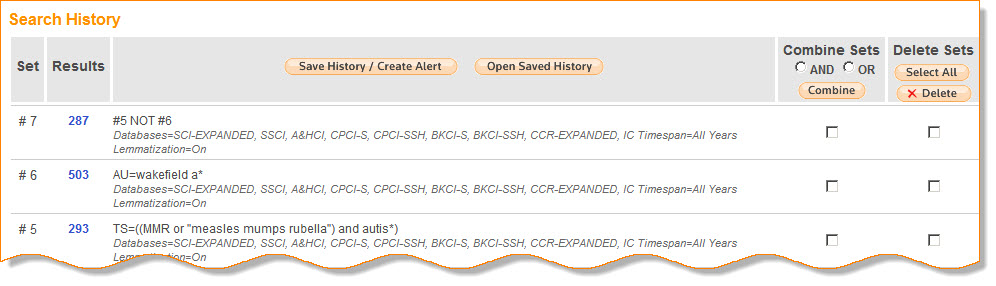 Search History
Set Results Save History / Create Alert Open Saved History Combine Sets Delete Sets
AND OR Select All
Combine Delete
# 7 287 #5 NOT #6
Databases=SCI-EXPANDED, SSCI, A&HCI, CPCI-S, CPCI-SSH, BKCI-S, BKCI-SSH, CCR-EXPANDED, IC Timespan=All Years
Lemmatization=On
# 6 503 AU=wakefield a*
Databases=SCI-EXPANDED, SSCI, A&HCI, CPCI-S, CPCI-SSH, BKCI-S, BKCI-SSH, CCR-EXPANDED, IC Timespan=All Years
Lemmatization=On
# 5 293 TS=((MMR or "measles mumps rubella") and autis*)
Databases=SCI-EXPANDED, SSCI, A&HCI, CPCI-S, CPCI-SSH, BKCI-S, BKCI-SSH, CCR-EXPANDED, IC Timespan=All Years
Lemmatization=On